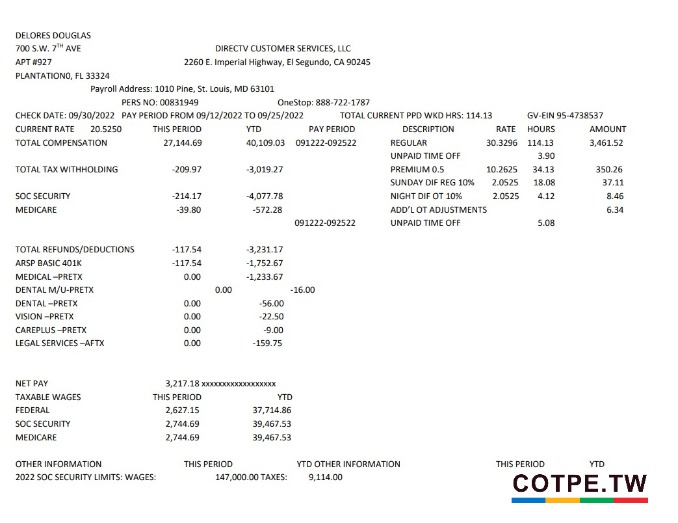 DELORES DOUGLAS
700 S.W. 7TH AVE DIRECTV CUSTOMER SERVICES, LLC
APT #927 2260 E. Imperial Highway, El Segundo, CA 90245
PLANTATION0, FL 33324
Payroll Address: 1010 Pine, St. Louis, MD 63101
PERS NO: 00831949 OneStop: 888-722-1787
CHECK DATE: 09/30/2022 PAY PERIOD FROM 09/12/2022 TO 09/25/2022 TOTAL CURRENT PPD WKD HRS: 114.13 GV-EIN 95-4738537
CURRENT RATE 20.5250 THIS PERIOD YTD PAY PERIOD DESCRIPTION RATE HOURS AMOUNT
TOTAL COMPENSATION 27,144.69 40,109.03 091222-092522 REGULAR 30.3296 114.13 3,461.52
UNPAID TIME OFF 3.90
TOTAL TAX WITHHOLDING -209.97 -3,019.27 PREMIUM 0.5 10.2625 34.13 350.26
SUNDAY DIF REG 10% 2.0525 18.08 37.11
SOC SECURITY -214.17 -4,077.78 NIGHT DIF OT 10% 2.0525 4.12 8.46
MEDICARE -39.80 -572.28 ADD'L OT ADJUSTMENTS 6.34
091222-092522 UNPAID TIME OFF 5.08
TOTAL REFUNDS/DEDUCTIONS -117.54 -3,231.17
ARSP BASIC 401K -117.54 -1,752.67
MEDICAL –PRETX 0.00 -1,233.67
DENTAL M/U-PRETX 0.00 -16.00
DENTAL –PRETX 0.00 -56.00
VISION –PRETX 0.00 -22.50
CAREPLUS –PRETX 0.00 -9.00
LEGAL SERVICES –AFTX 0.00 -159.75
NET PAY 3,217.18 xxxxxxxxxxxxxxxxxx
TAXABLE WAGES THIS PERIOD YTD
FEDERAL 2,627.15 37,714.86
SOC SECURITY 2,744.69 39,467.53
MEDICARE 2,744.69 39,467.53
OTHER INFORMATION THIS PERIOD YTD OTHER INFORMATION THIS PERIOD YTD
2022 SOC SECURITY LIMITS: WAGES: 147,000.00 TAXES: 9,114.00
COTPE.TW